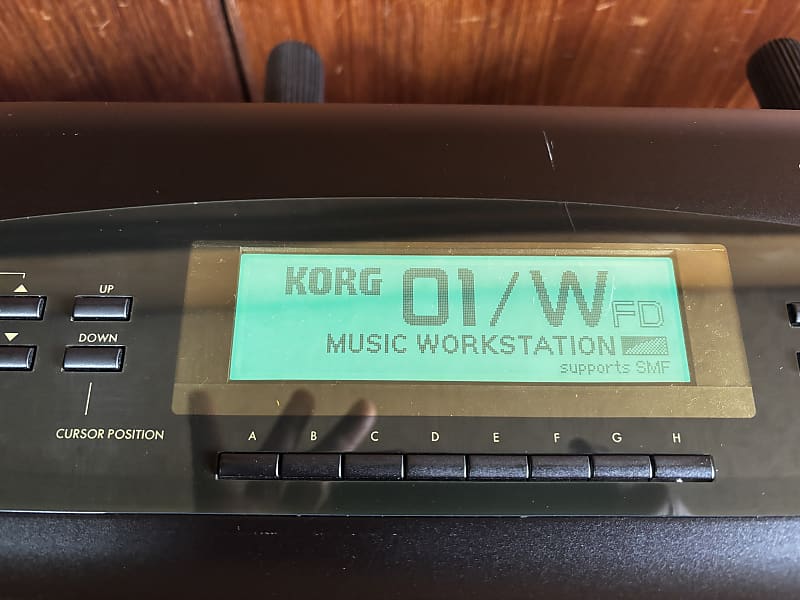 KORG 01/W FD
MUSIC WORKSTATION
supports SMF
UP
DOWN
CURSOR POSITION
A B C D E F G H